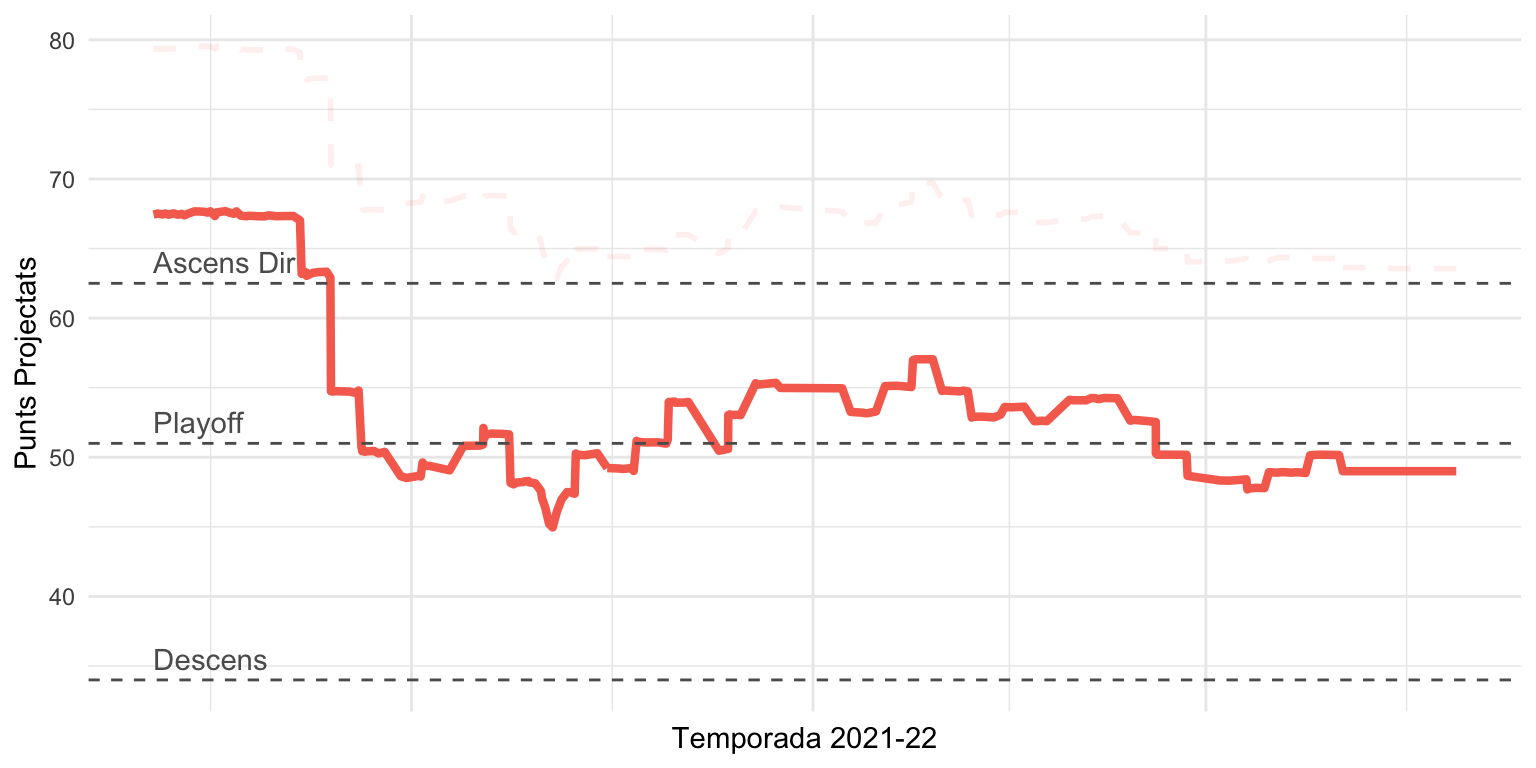 80
70
Ascens Dir
60
Playoff
50
40
Descens
Punts Projectats
Temporada 2021-22